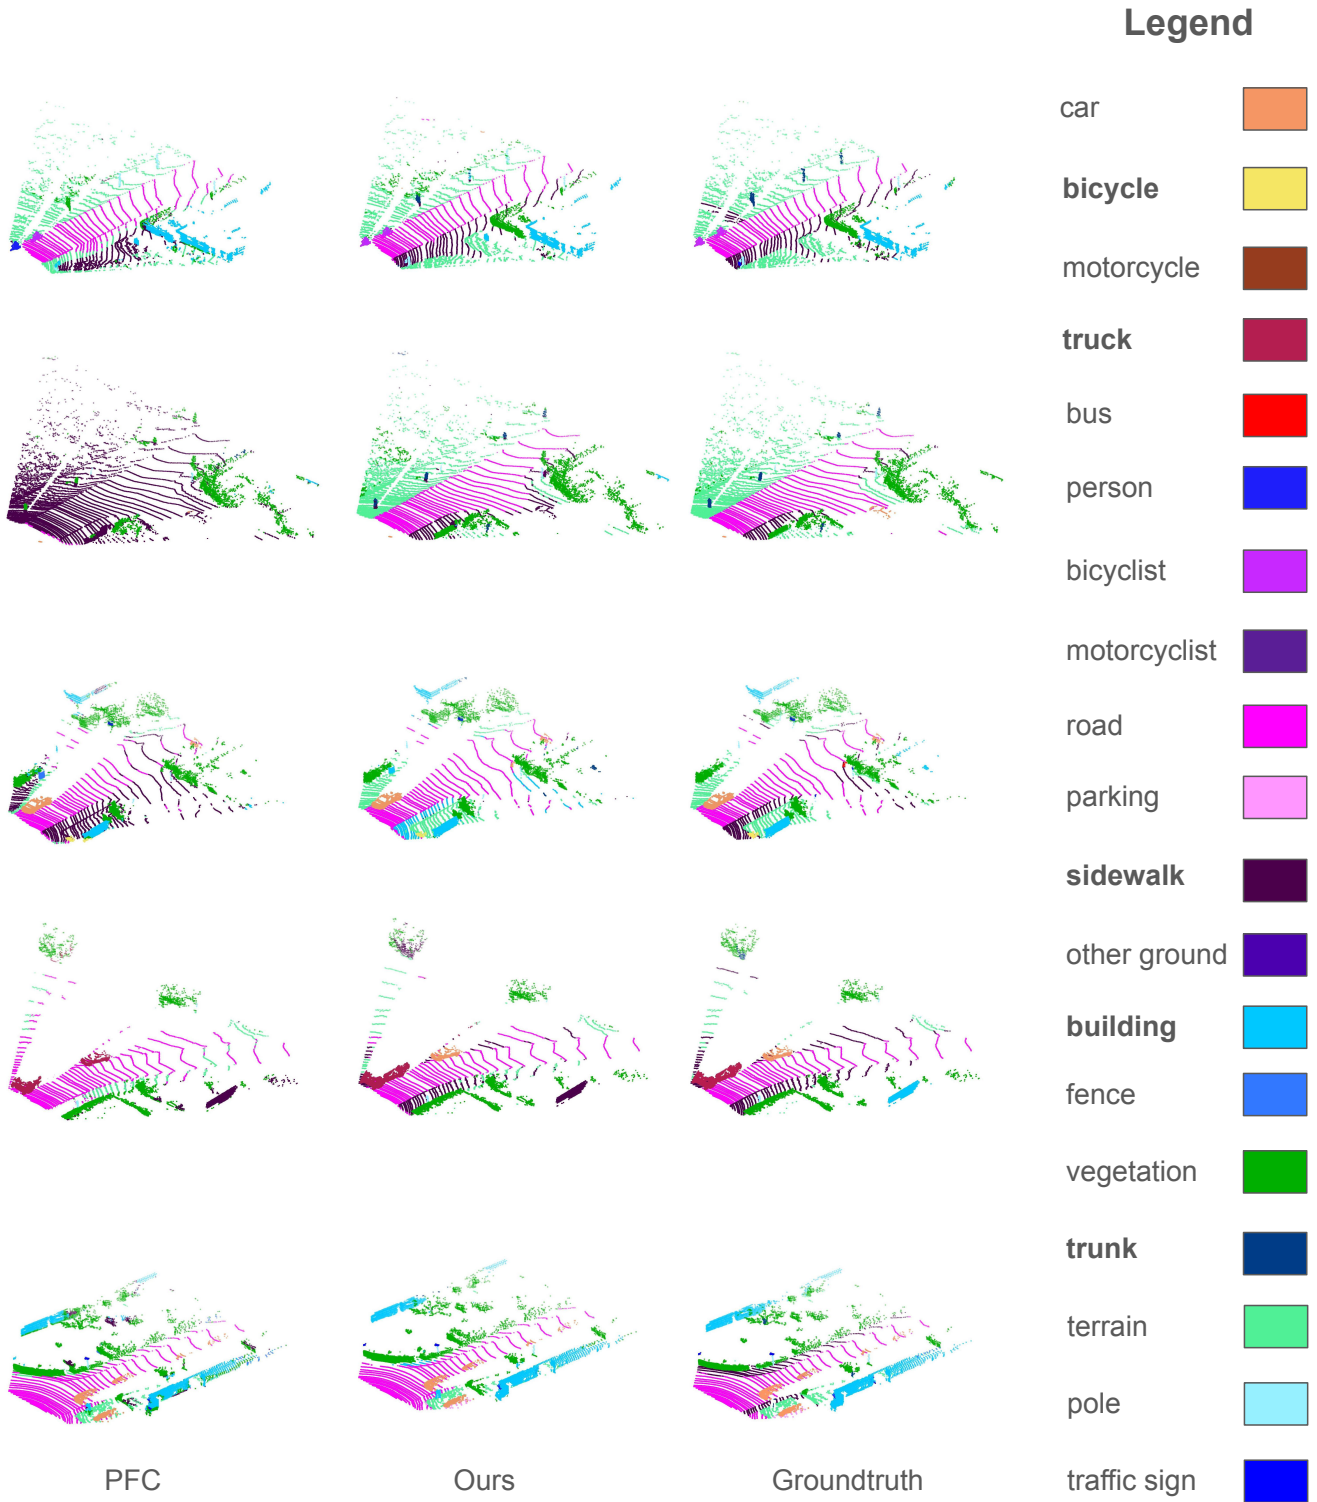 Legend
car
bicycle
motorcycle
truck
bus
person
bicyclist
motorcyclist
road
parking
sidewalk
other ground
building
fence
vegetation
trunk
terrain
pole
traffic sign
PFC
Ours
Groundtruth